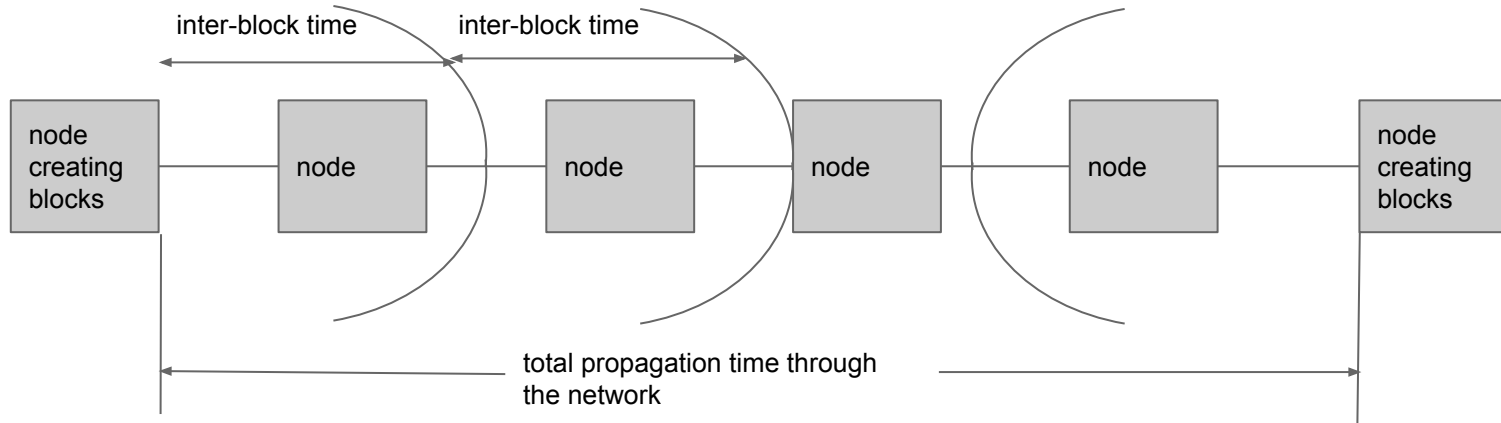 inter-block time
inter-block time
node
creating
blocks
node
node
node
node
node
creating
blocks
total propagation time through
the network